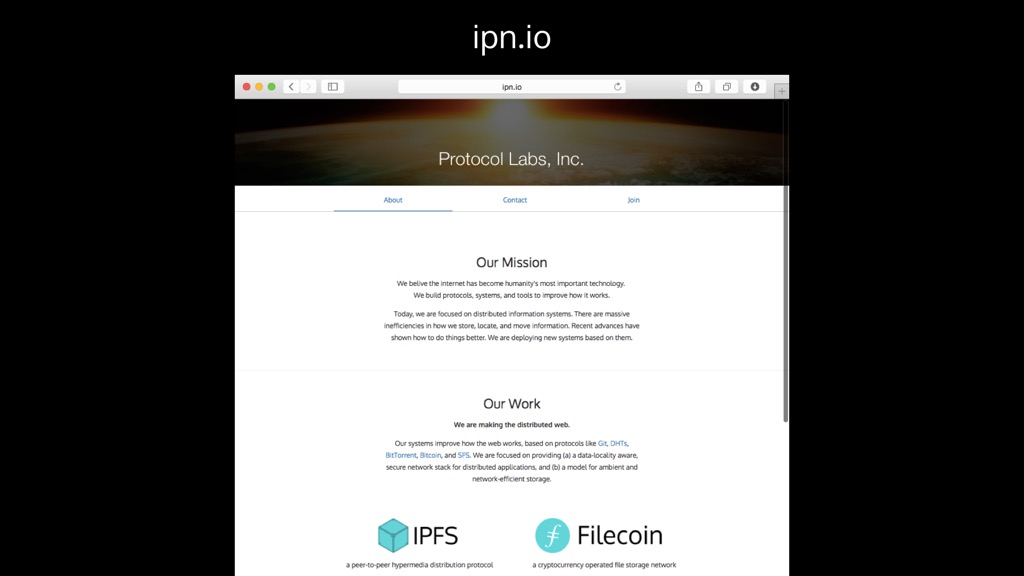 ipn.io
ipn.io
Protocol Labs, Inc.
About Contact Join
Our Mission
We belive the internet has become humanity's most important technology.
We build protocols, systems, and tools to improve how it works.
Today, we are focused on distributed information systems. There are massive
inefficiencies in how we store, locate, and move information. Recent advances have
shown how to do things better. We are deploying new systems based on them.
Our Work
We are making the distributed web.
Our systems improve how the web works, based on protocols like Git, DHTs,
BitTorrent, Bitcoin, and SFS. We are focused on providing (a) a data-locality aware,
secure network stack for distributed applications, and (b) a model for ambient and
network-efficient storage.
IPFS Filecoin
a peer-to-peer hypermedia distribution protocol a cryptocurrency operated file storage network